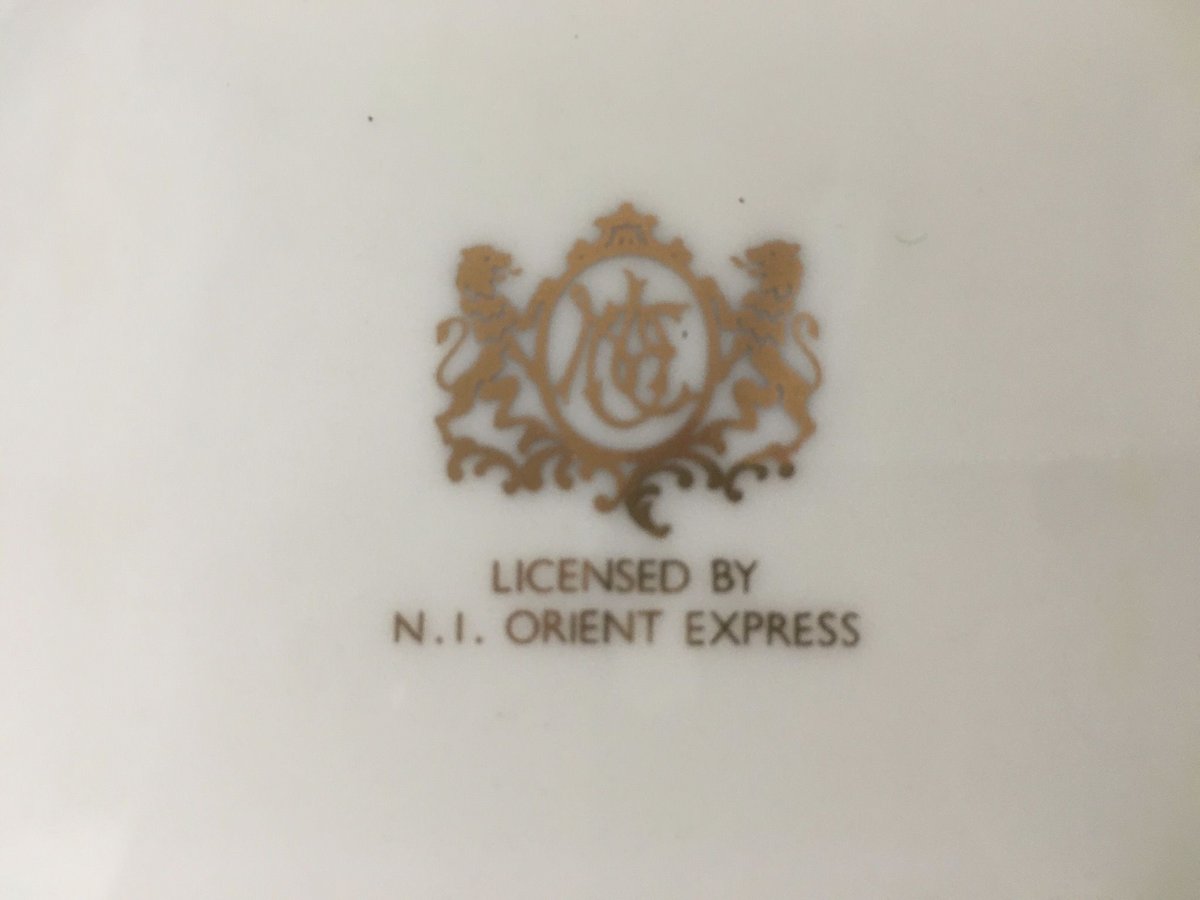 LICENSED BY
N.I. ORIENT EXPRESS